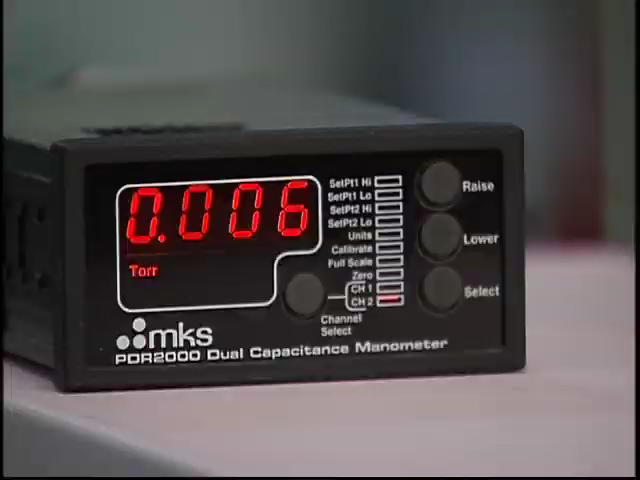 0.006
Torr
SetPt1 Hi
SetPt1 Lo
SetPt2 Hi
SetPt2 Lo
Units
Calibrate
Full Scale
Zero
CH 1
CH 2
Channel
Select
Raise
Lower
Select
mks
PDR2000 Dual Capacitance Manometer